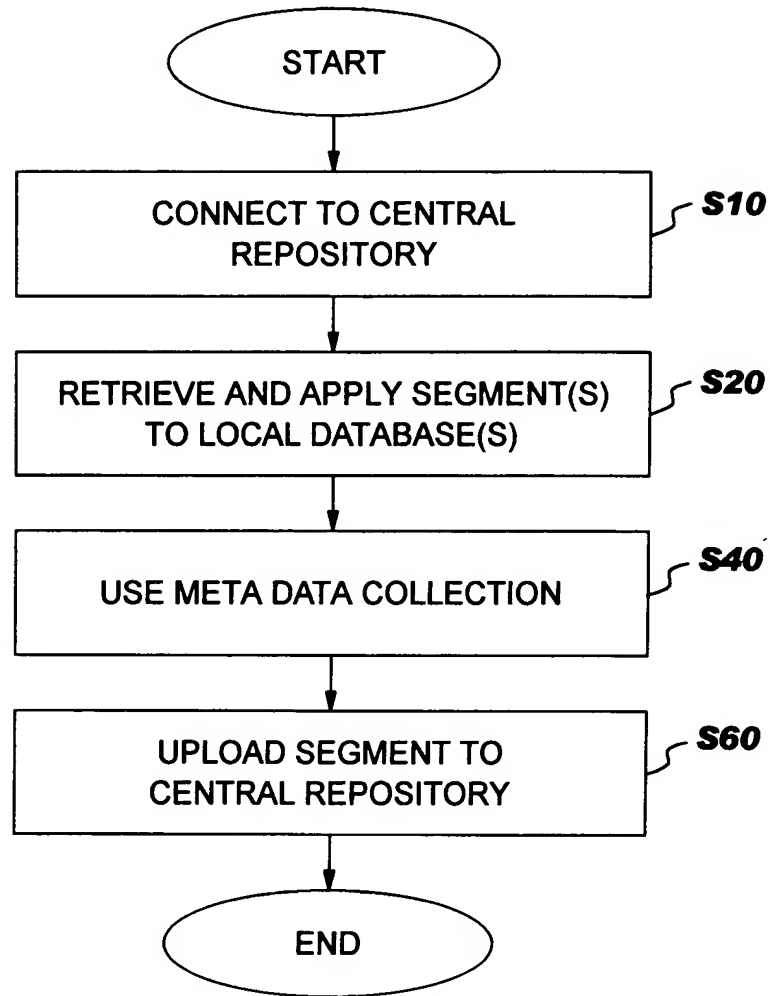 START
CONNECT TO CENTRAL
REPOSITORY
S10
RETRIEVE AND APPLY SEGMENT(S)
TO LOCAL DATABASE(S)
S20
USE META DATA COLLECTION
S40
UPLOAD SEGMENT TO
CENTRAL REPOSITORY
S60
END